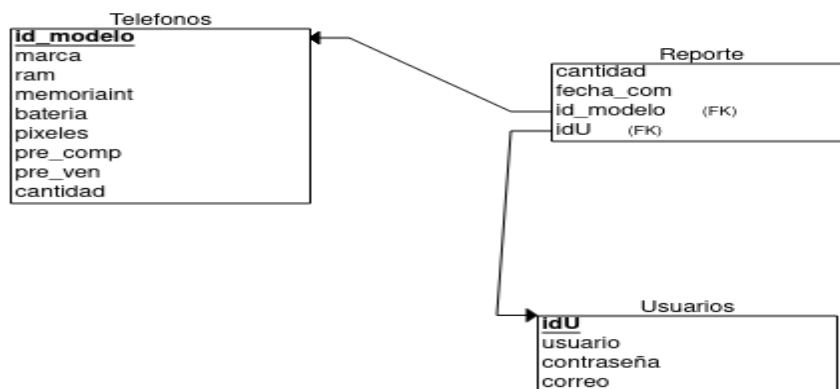 Telefonos
id_modelo
marca
ram
memoriaint
bateria
pixeles
pre_comp
pre_ven
cantidad
Reporte
cantidad
fecha_com
id_modelo (FK)
idU (FK)
Usuarios
idU
usuario
contraseña
correo